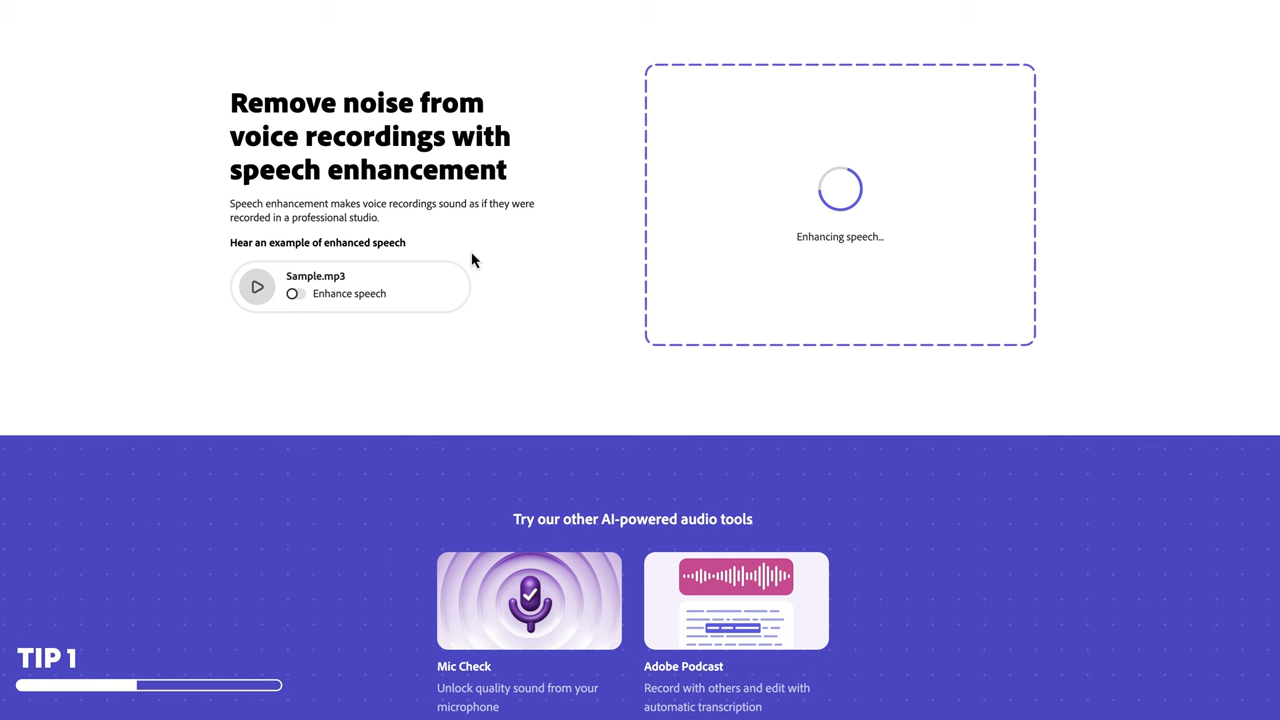 Remove noise from
voice recordings with
speech enhancement
Speech enhancement makes voice recordings sound as if they were
recorded in a professional studio.
Hear an example of enhanced speech
Sample.mp3
Enhance speech
Enhancing speech...
Try our other AI-powered audio tools
Mic Check
Unlock quality sound from your
microphone
Adobe Podcast
Record with others and edit with
automatic transcription
TIP 1